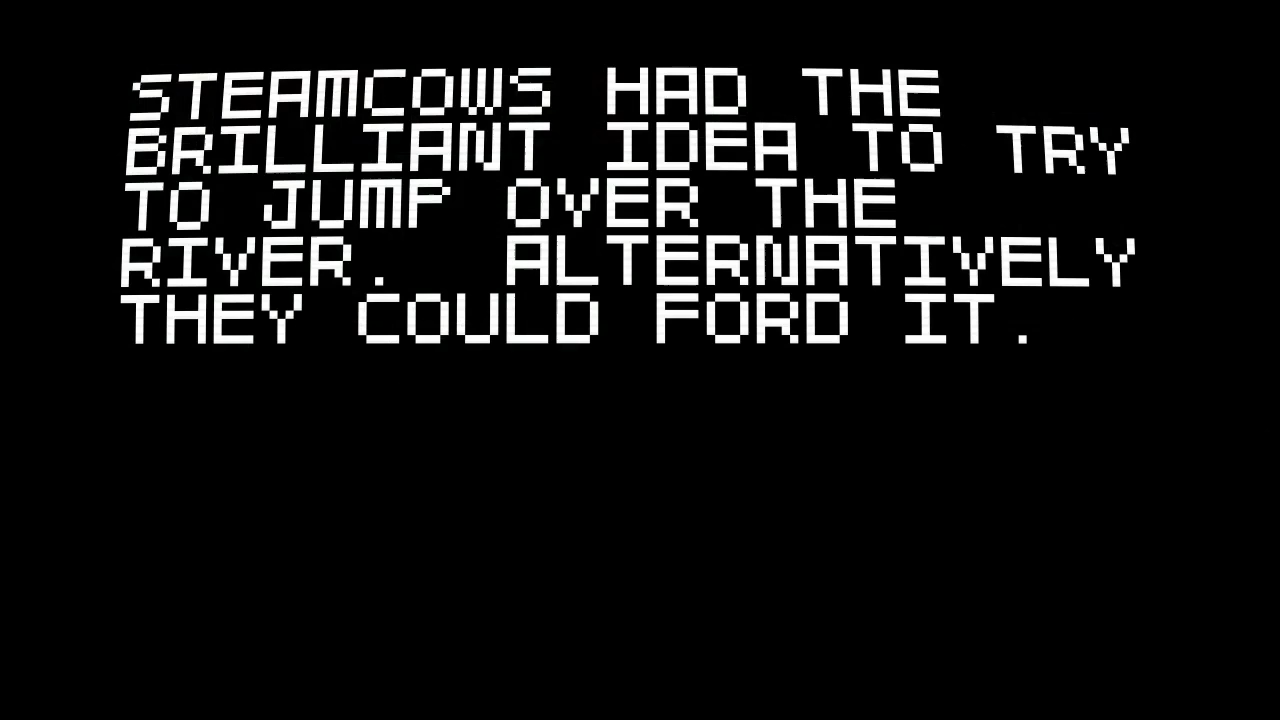 STEAMCOWS HAD THE
BRILLIANT IDEA TO TRY
TO JUMP OVER THE
RIVER.  ALTERNATIVELY
THEY COULD FORD IT.